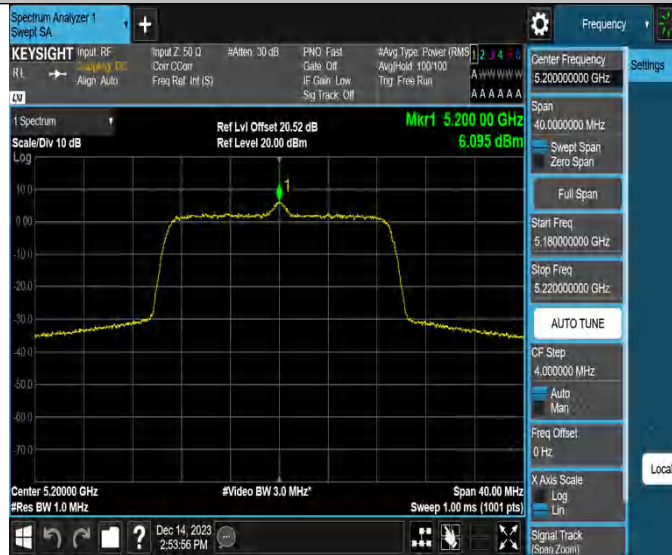 Spectrum Analyzer 1
Swept SA
Frequency
KEYSIGHT
Input: RF
Coupling: DC
Align: Auto
Input Z: 50 Ω
Corr CCorr
Freq Ref: Int (S)
#Atten: 30 dB
PNO: Fast
Gate: Off
IF Gain: Low
Sig Track: Off
#Avg Type: Power (RMS
Avg|Hold: 100/100
Trig: Free Run
1 2 3 4 5 6
A W W W W W
A A A A A A
RL
LXI
1 Spectrum
Scale/Div 10 dB
Ref Lvl Offset 20.52 dB
Ref Level 20.00 dBm
Mkr1 5.200 00 GHz
6.095 dBm
Log
10.0
0.00
-10.0
-20.0
-30.0
-40.0
-50.0
-60.0
-70.0
1
Center 5.20000 GHz
#Res BW 1.0 MHz
#Video BW 3.0 MHz*
Span 40.00 MHz
Sweep 1.00 ms (1001 pts)
Center Frequency
5.200000000 GHz
Settings
Span
40.0000000 MHz
Swept Span
Zero Span
Full Span
Start Freq
5.180000000 GHz
Stop Freq
5.220000000 GHz
AUTO TUNE
CF Step
4.000000 MHz
Auto
Man
Freq Offset
0 Hz
X Axis Scale
Log
Lin
Local
Signal Track
(Span Zoom)
?
Dec 14, 2023
2:53:56 PM